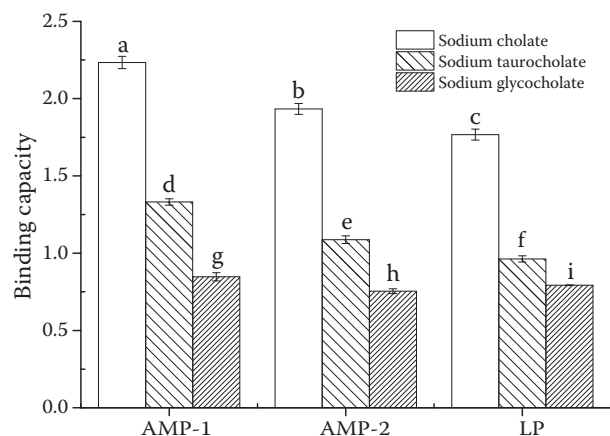 2.5
2.0
1.5
1.0
0.5
0.0
Binding capacity
Sodium cholate
Sodium taurocholate
Sodium glycocholate
a
d
g
b
e
h
c
f
i
AMP-1
AMP-2
LP